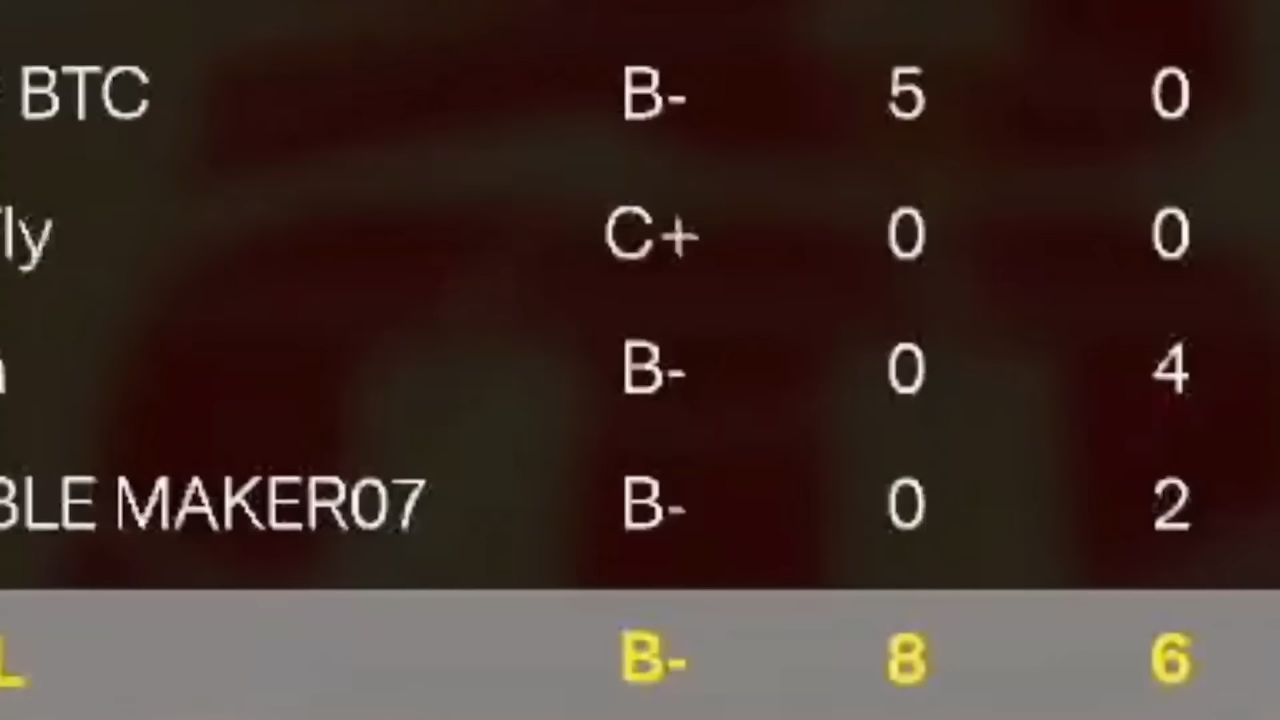 BTC B- 5 0
ly C+ 0 0
B- 0 4
BLE MAKER07 B- 0 2
L B- 8 6